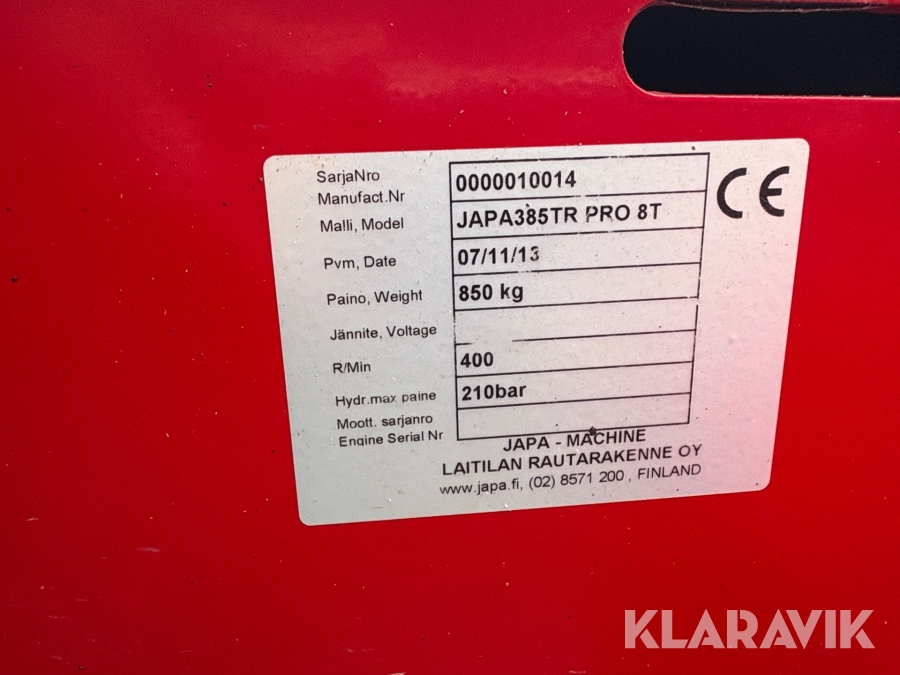 SarjaNro
Manufact.Nr
0000010014
Malli, Model
JAPA385TR PRO 8T
Pvm, Date
07/11/13
Paino, Weight
850 kg
Jännite, Voltage
R/Min
400
Hydr.max paine
210bar
Moott. sarjanro
Engine Serial Nr
CE
JAPA - MACHINE
LAITILAN RAUTARAKENNE OY
www.japa.fi, (02) 8571 200 , FINLAND
KLARAVIK